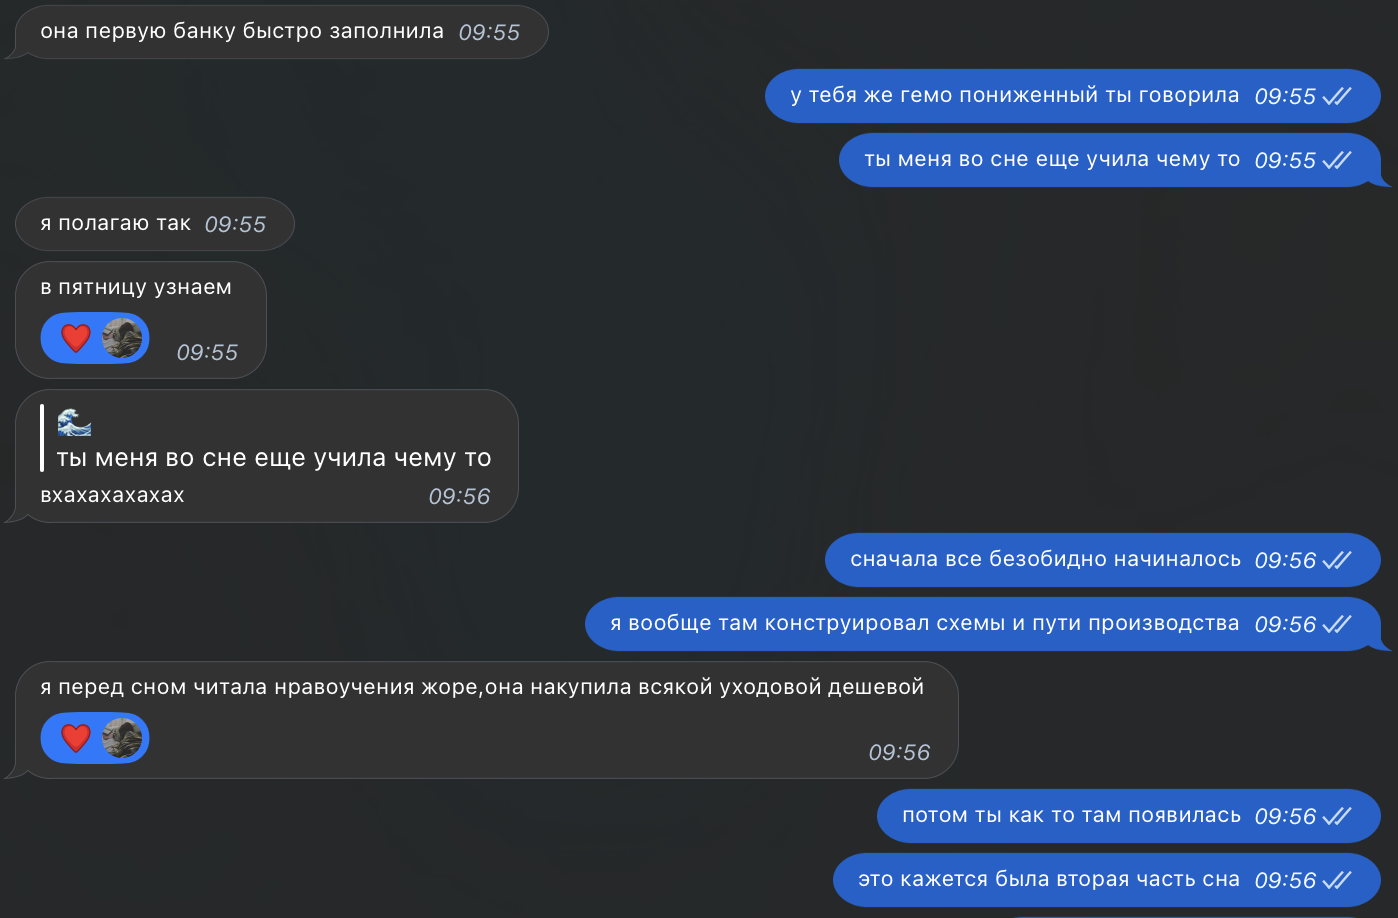 она первую банку быстро заполнила 09:55
у тебя же гемо пониженный ты говорила 09:55
ты меня во сне еще учила чему то 09:55
я полагаю так 09:55
в пятницу узнаем
09:55
ты меня во сне еще учила чему то
вхахахахахах 09:56
сначала все безобидно начиналось 09:56
я вообще там конструировал схемы и пути производства 09:56
я перед сном читала нравоучения жоре,она накупила всякой уходовой дешевой
09:56
потом ты как то там появилась 09:56
это кажется была вторая часть сна 09:56